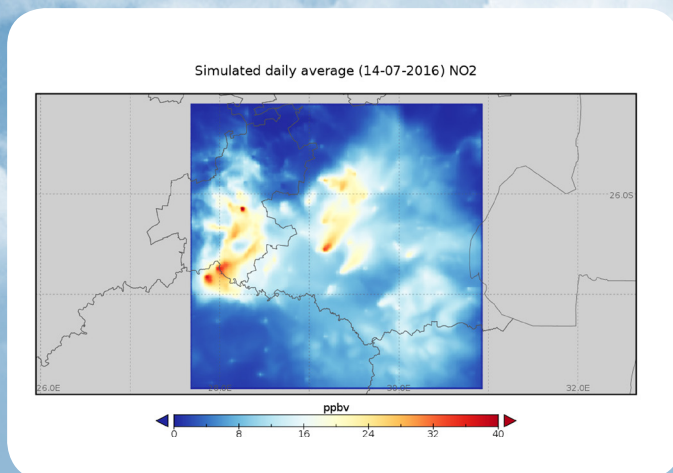 Simulated daily average (14-07-2016) NO2
26.0S
26.0E
30.0E
32.0E
ppbv
0 8 16 24 32 40